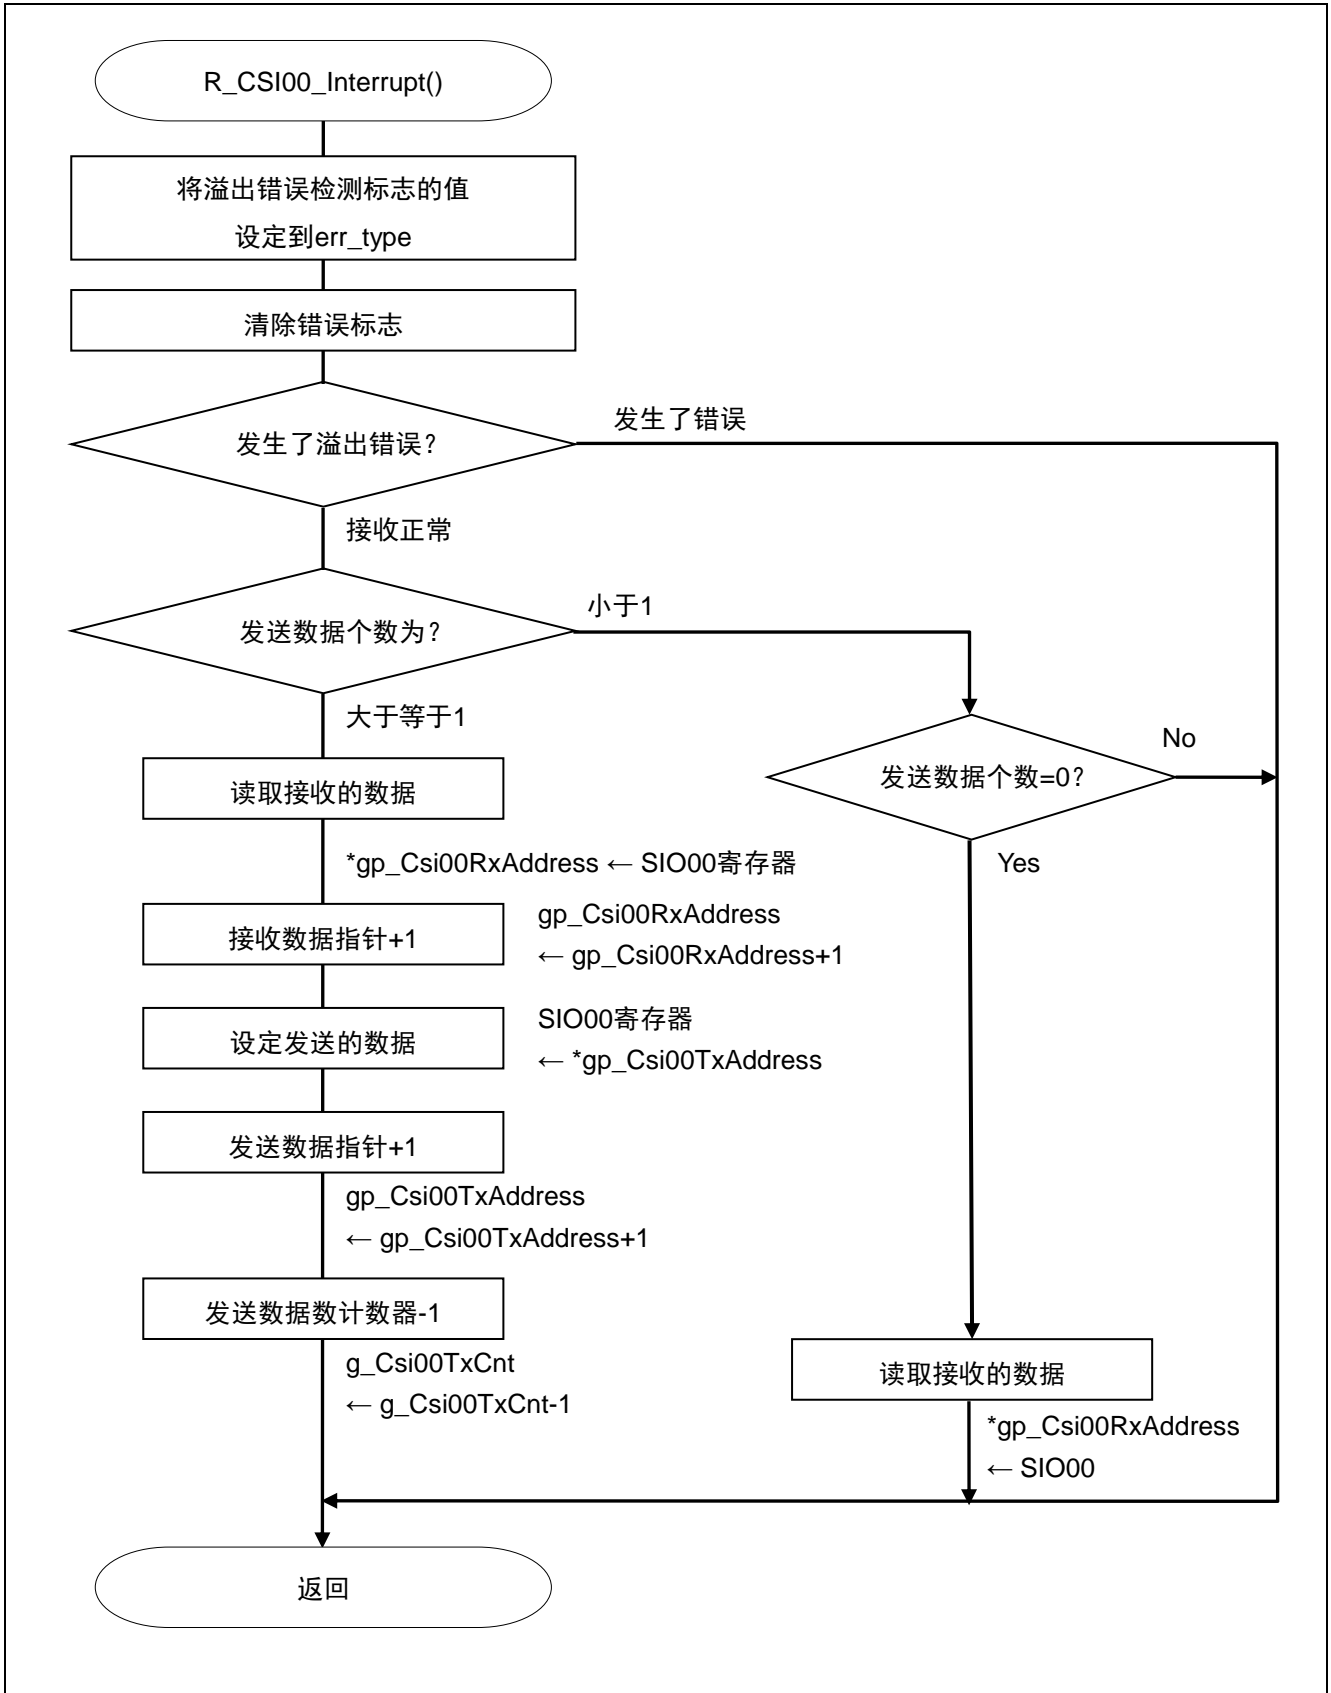 R_CSI00_Interrupt()
将溢出错误检测标志的值
设定到err_type
清除错误标志
发生了溢出错误?
发生了错误
接收正常
发送数据个数为?
小于1
大于等于1
发送数据个数=0?
No
Yes
读取接收的数据
*gp_Csi00RxAddress ← SIO00寄存器
接收数据指针+1
gp_Csi00RxAddress
← gp_Csi00RxAddress+1
设定发送的数据
SIO00寄存器
← *gp_Csi00TxAddress
发送数据指针+1
gp_Csi00TxAddress
← gp_Csi00TxAddress+1
发送数据数计数器-1
g_Csi00TxCnt
← g_Csi00TxCnt-1
读取接收的数据
*gp_Csi00RxAddress
← SIO00
返回